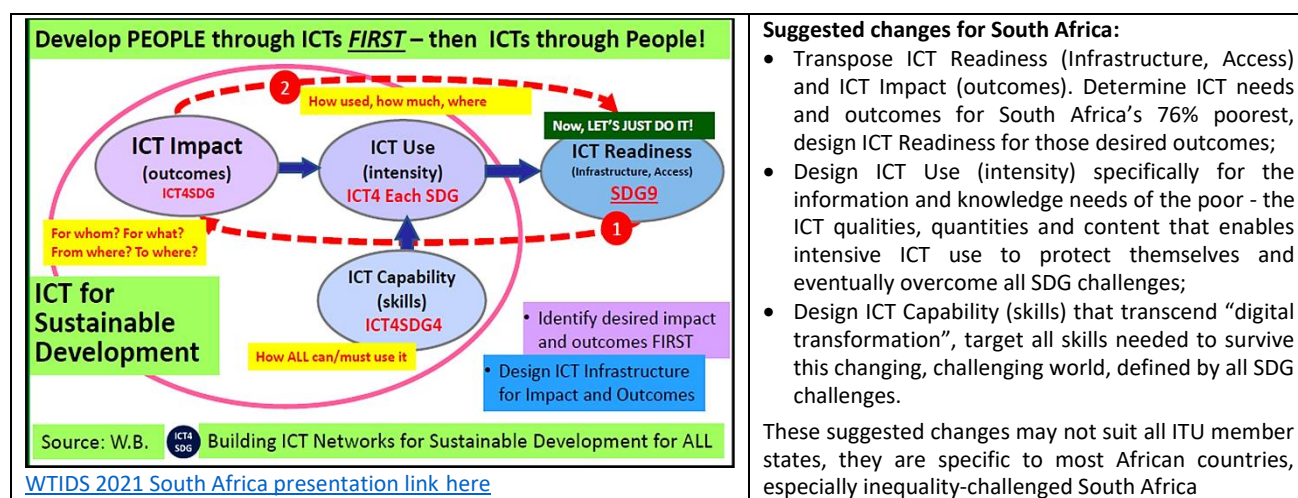 Develop PEOPLE through ICTs FIRST – then ICTs through People!
2
How used, how much, where
Now, LET'S JUST DO IT!
ICT Impact
(outcomes)
ICT4SDG
ICT Use
(intensity)
ICT4 Each SDG
ICT Readiness
(Infrastructure, Access)
SDG9
1
For whom? For what?
From where? To where?
ICT Capability
(skills)
ICT4SDG4
ICT for
Sustainable
Development
How ALL can/must use it
• Identify desired impact
and outcomes FIRST
• Design ICT Infrastructure
for Impact and Outcomes
Source: W.B.
ICT4
SDG
Building ICT Networks for Sustainable Development for ALL
WTIDS 2021 South Africa presentation link here
Suggested changes for South Africa:
• Transpose ICT Readiness (Infrastructure, Access)
and ICT Impact (outcomes). Determine ICT needs
and outcomes for South Africa's 76% poorest,
design ICT Readiness for those desired outcomes;
• Design ICT Use (intensity) specifically for the
information and knowledge needs of the poor - the
ICT qualities, quantities and content that enables
intensive ICT use to protect themselves and
eventually overcome all SDG challenges;
• Design ICT Capability (skills) that transcend “digital
transformation”, target all skills needed to survive
this changing, challenging world, defined by all SDG
challenges.
These suggested changes may not suit all ITU member
states, they are specific to most African countries,
especially inequality-challenged South Africa